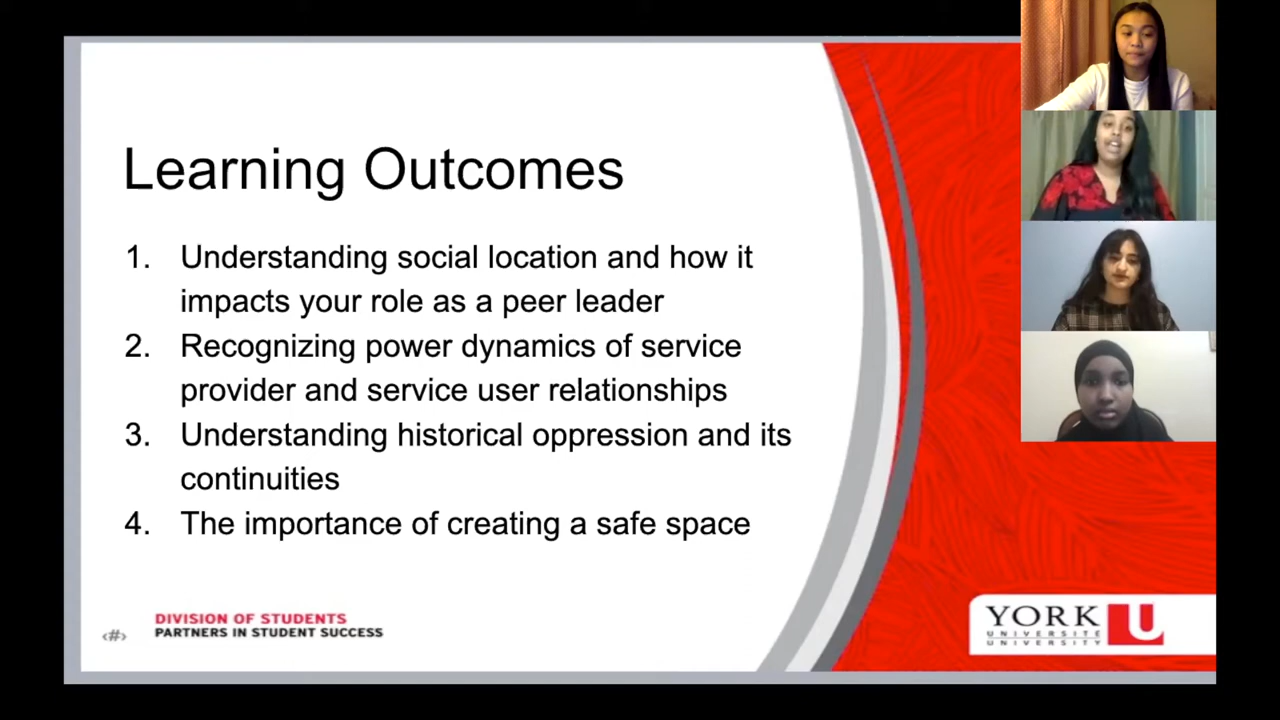 Learning Outcomes
1. Understanding social location and how it
impacts your role as a peer leader
2. Recognizing power dynamics of service
provider and service user relationships
3. Understanding historical oppression and its
continuities
4. The importance of creating a safe space
‹#›
DIVISION OF STUDENTS
PARTNERS IN STUDENT SUCCESS
YORK U
UNIVERSITÉ
UNIVERSITY